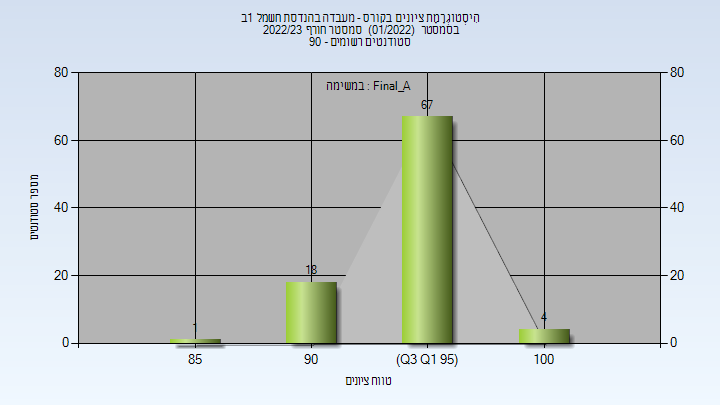 היסטוגרמת ציונים בקורס - מעבדה בהנדסת חשמל 1ב
בסמסטר (01/2022) סמסטר חורף 2022/23
סטודנטים רשומים - 90
במשימה : Final_A
מספר סטודנטים
80
60
40
20
0
80
60
40
20
0
1
18
67
4
85
90
(Q3 Q1 95)
100
טווח ציונים